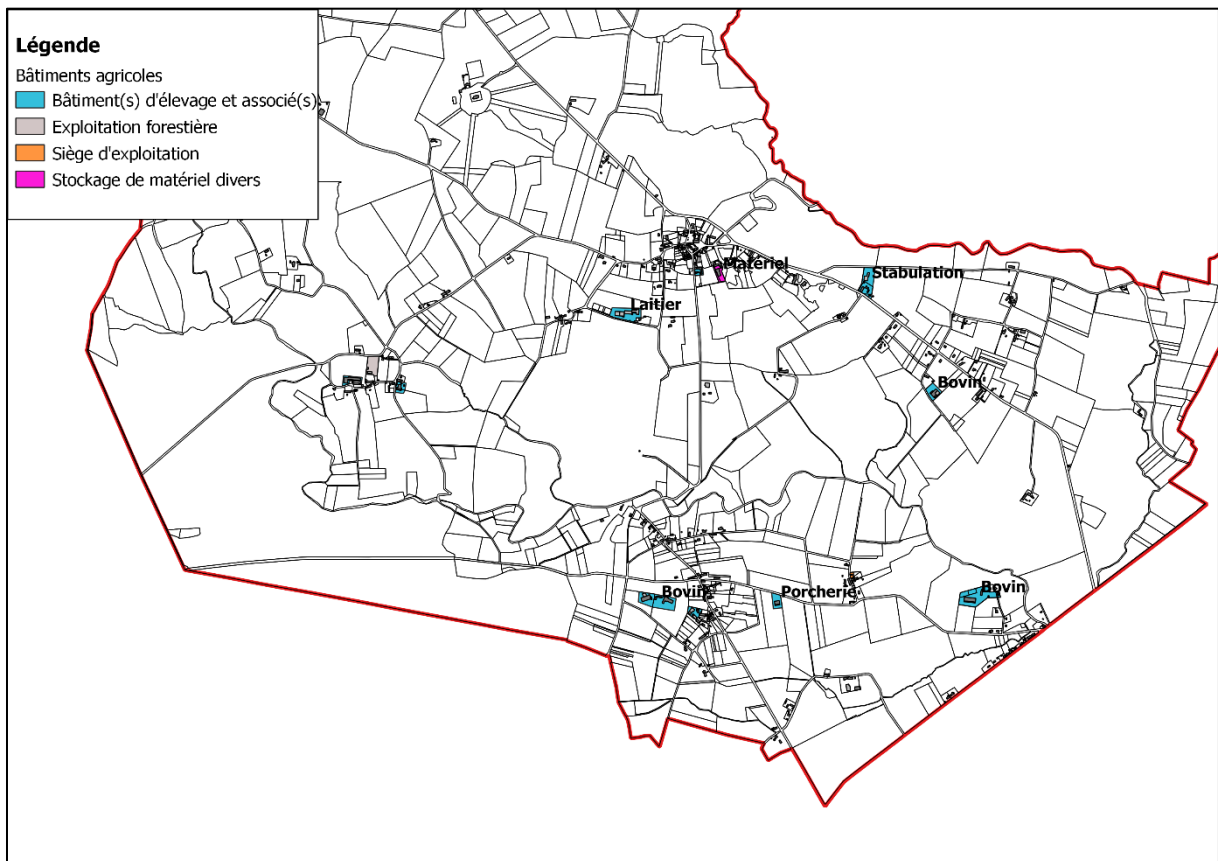 Légende
Bâtiments agricoles
Bâtiment(s) d'élevage et associé(s)
Exploitation forestière
Siège d'exploitation
Stockage de matériel divers
Matériel
Stabulation
Laitier
Bovin
Bovin
Porcherie
Bovin